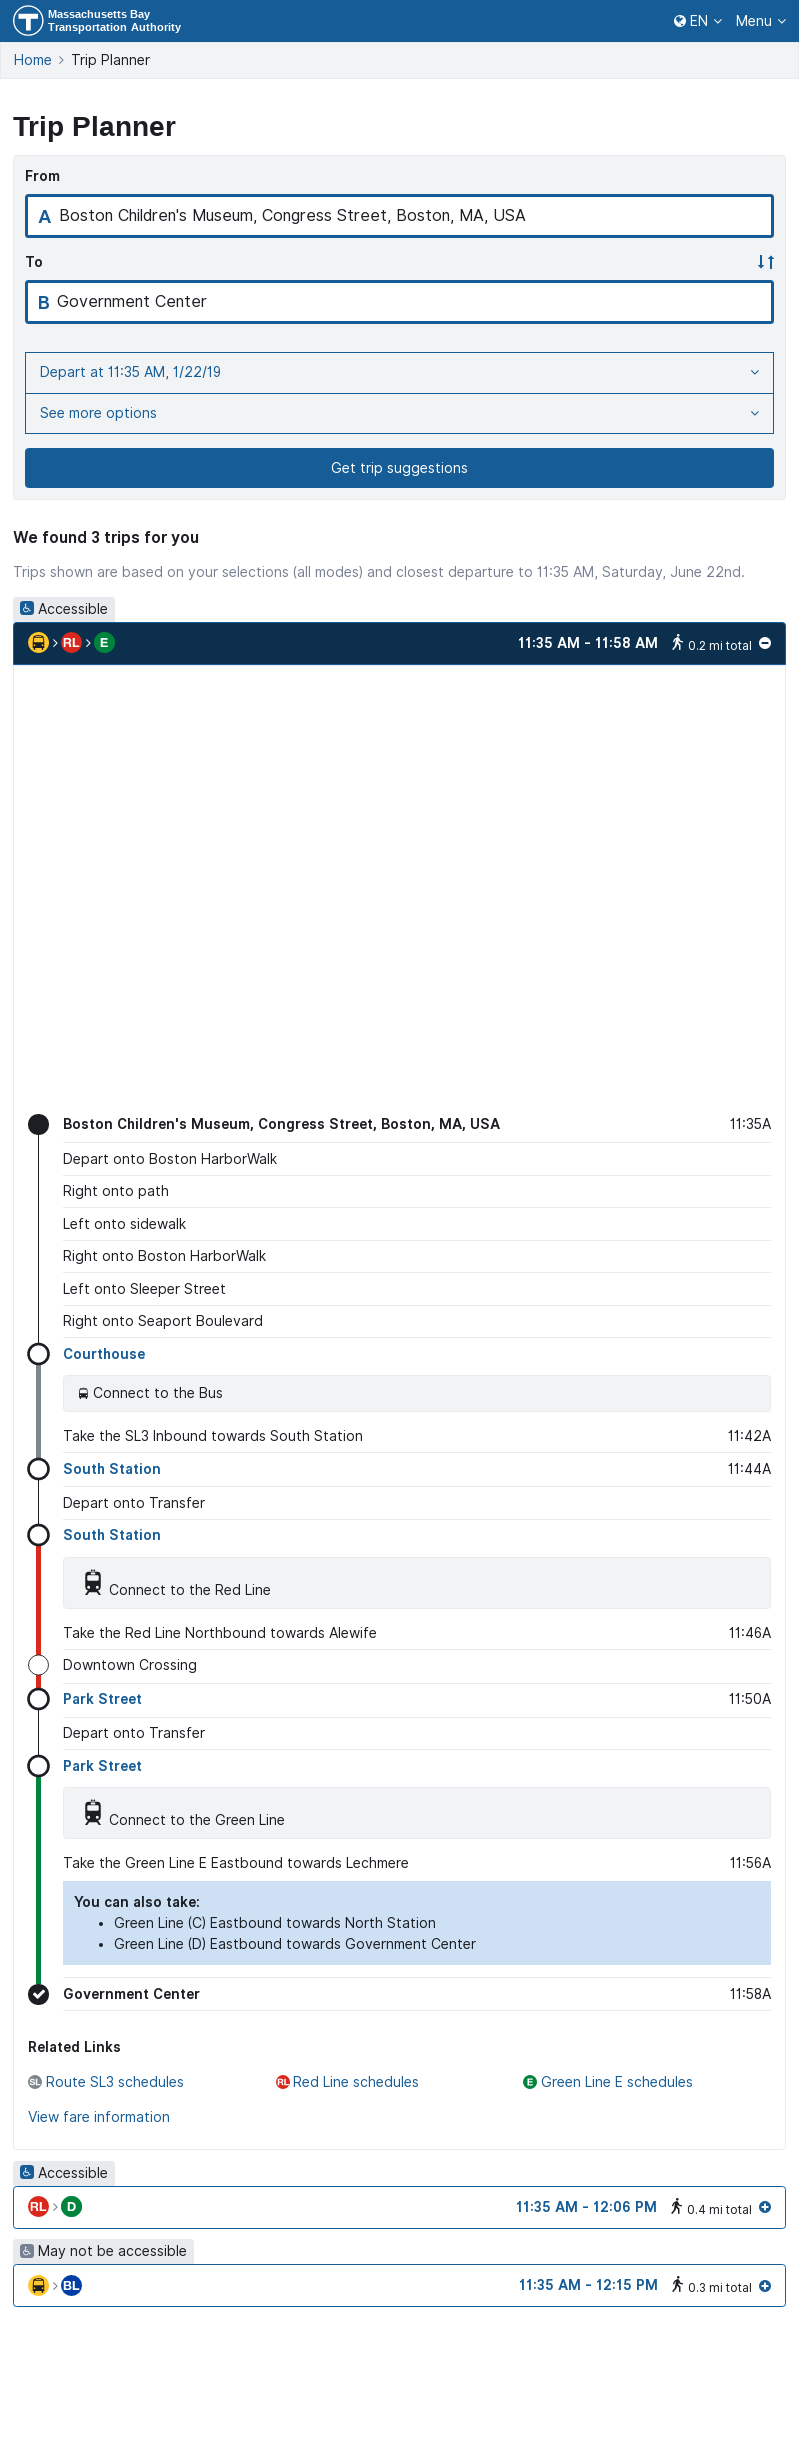 Massachusetts Bay
Transportation Authority
EN
Menu
Home
Trip Planner
Trip Planner
From
A Boston Children's Museum, Congress Street, Boston, MA, USA
To
B Government Center
Depart at 11:35 AM, 1/22/19
See more options
Get trip suggestions
We found 3 trips for you
Trips shown are based on your selections (all modes) and closest departure to 11:35 AM, Saturday, June 22nd.
Accessible
RL E 11:35 AM - 11:58 AM 0.2 mi total
Boston Children's Museum, Congress Street, Boston, MA, USA 11:35A
Depart onto Boston HarborWalk
Right onto path
Left onto sidewalk
Right onto Boston HarborWalk
Left onto Sleeper Street
Right onto Seaport Boulevard
Courthouse
Connect to the Bus
Take the SL3 Inbound towards South Station 11:42A
South Station 11:44A
Depart onto Transfer
South Station
Connect to the Red Line
Take the Red Line Northbound towards Alewife 11:46A
Downtown Crossing
Park Street 11:50A
Depart onto Transfer
Park Street
Connect to the Green Line
Take the Green Line E Eastbound towards Lechmere 11:56A
You can also take:
• Green Line (C) Eastbound towards North Station
• Green Line (D) Eastbound towards Government Center
Government Center 11:58A
Related Links
SL Route SL3 schedules RL Red Line schedules E Green Line E schedules
View fare information
Accessible
RL D 11:35 AM - 12:06 PM 0.4 mi total
May not be accessible
BL 11:35 AM - 12:15 PM 0.3 mi total